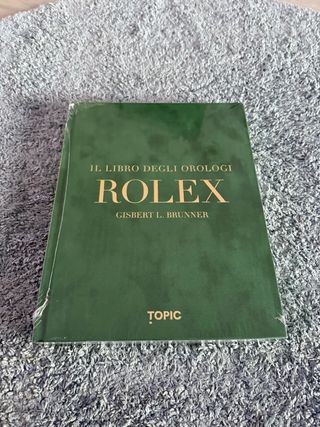 IL LIBRO DEGLI OROLOGI
ROLEX
GISBERT L. BRUNNER
TOPIC